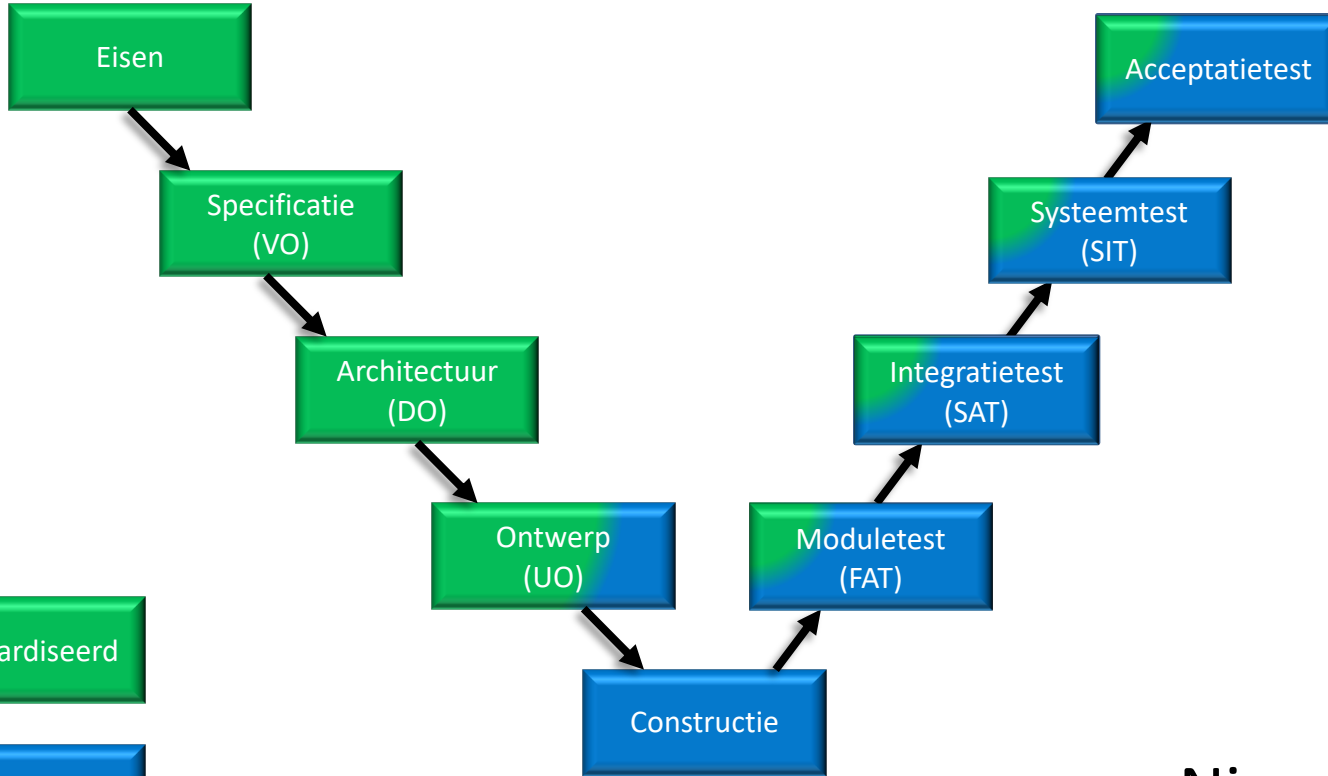 Eisen
Acceptatietest
Specificatie
(VO)
Systeemtest
(SIT)
Architectuur
(DO)
Integratietest
(SAT)
Ontwerp
(UO)
Moduletest
(FAT)
ardiseerd
Constructie